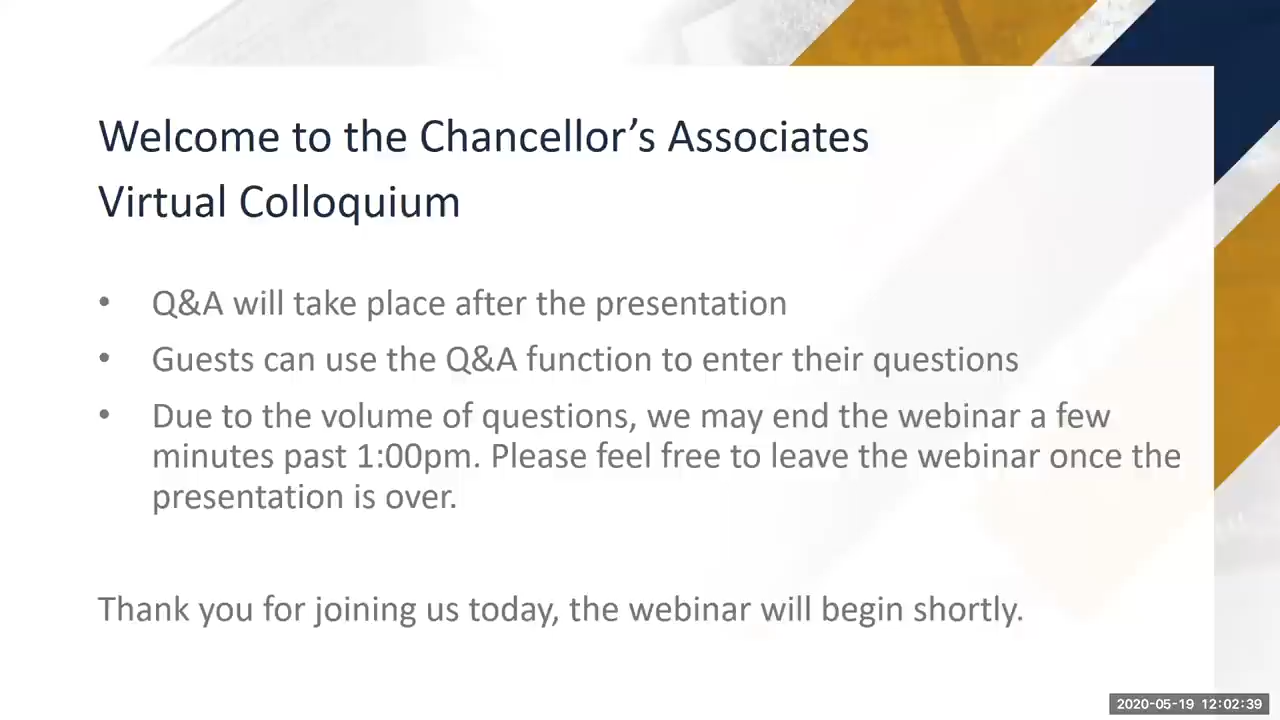 Welcome to the Chancellor’s Associates
Virtual Colloquium
• Q&A will take place after the presentation
• Guests can use the Q&A function to enter their questions
• Due to the volume of questions, we may end the webinar a few
minutes past 1:00pm. Please feel free to leave the webinar once the
presentation is over.
Thank you for joining us today, the webinar will begin shortly.
2020-05-19 12:02:39